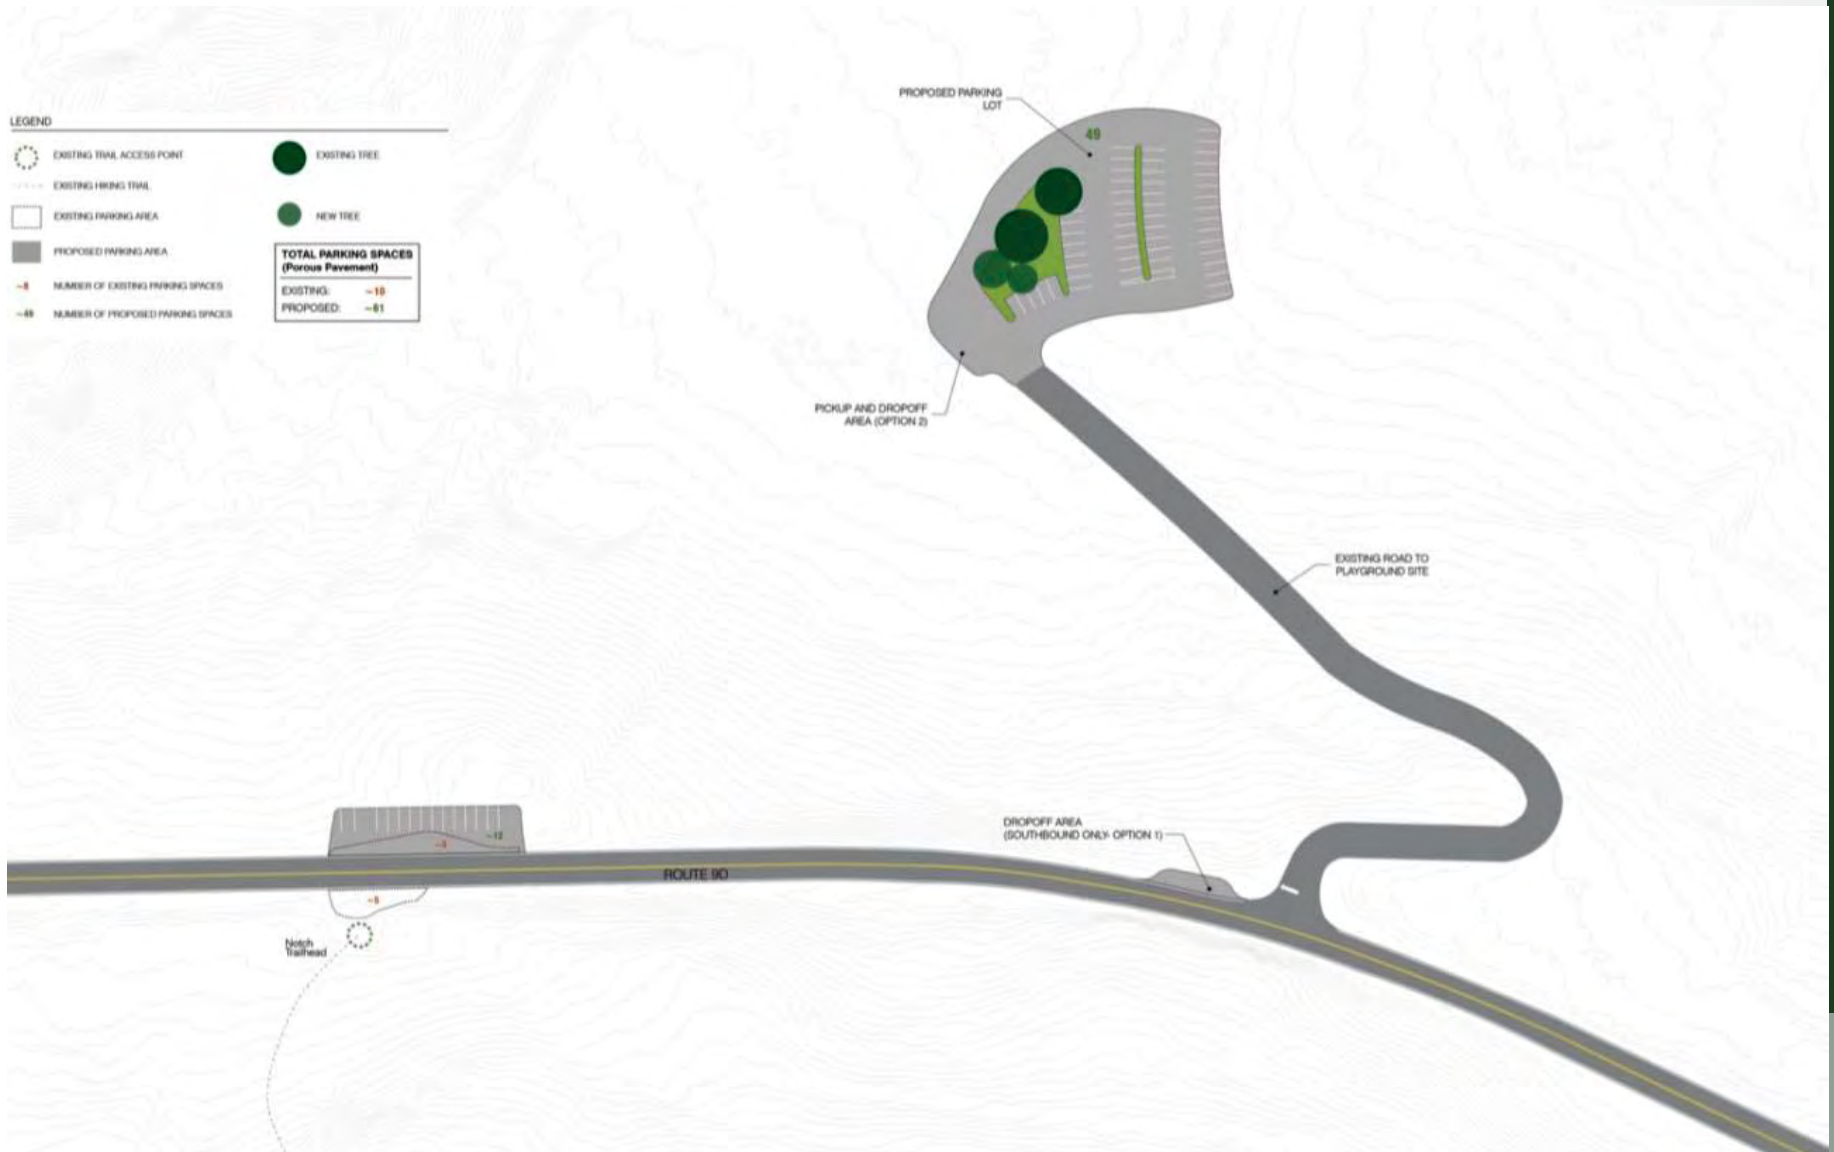 LEGEND
EXISTING TRAIL ACCESS POINT
EXISTING HIKING TRAIL
EXISTING PARKING AREA
PROPOSED PARKING AREA
NUMBER OF EXISTING PARKING SPACES
~49 NUMBER OF PROPOSED PARKING SPACES
EXISTING TREE
NEW TREE
TOTAL PARKING SPACES
(Porous Pavement)
EXISTING:
PROPOSED: ~61
PROPOSED PARKING
LOT
49
PICKUP AND DROPOFF
AREA (OPTION 2)
EXISTING ROAD TO
PLAYGROUND SITE
DROPOFF AREA
(SOUTHBOUND ONLY- OPTION 1)
~12
ROUTE 9D
Notch
Trailhead